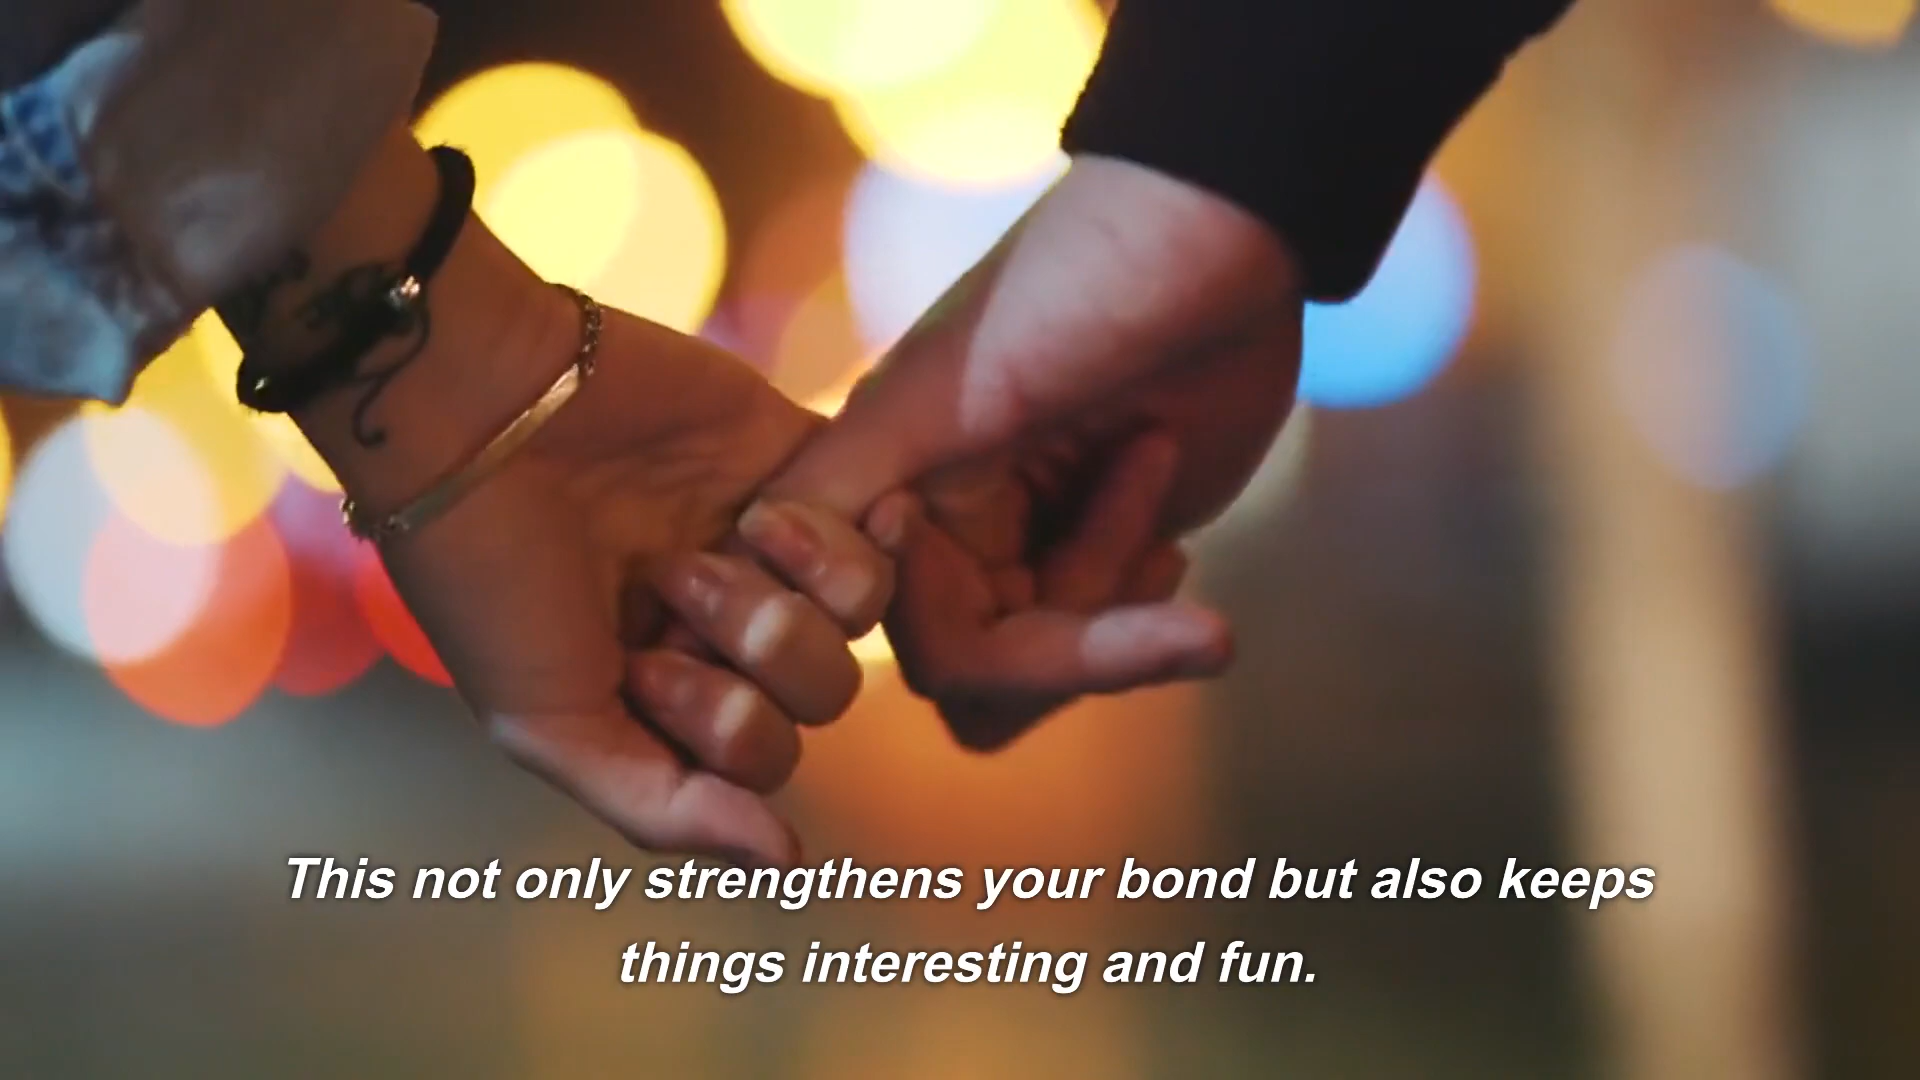 This not only strengthens your bond but also keeps
things interesting and fun.